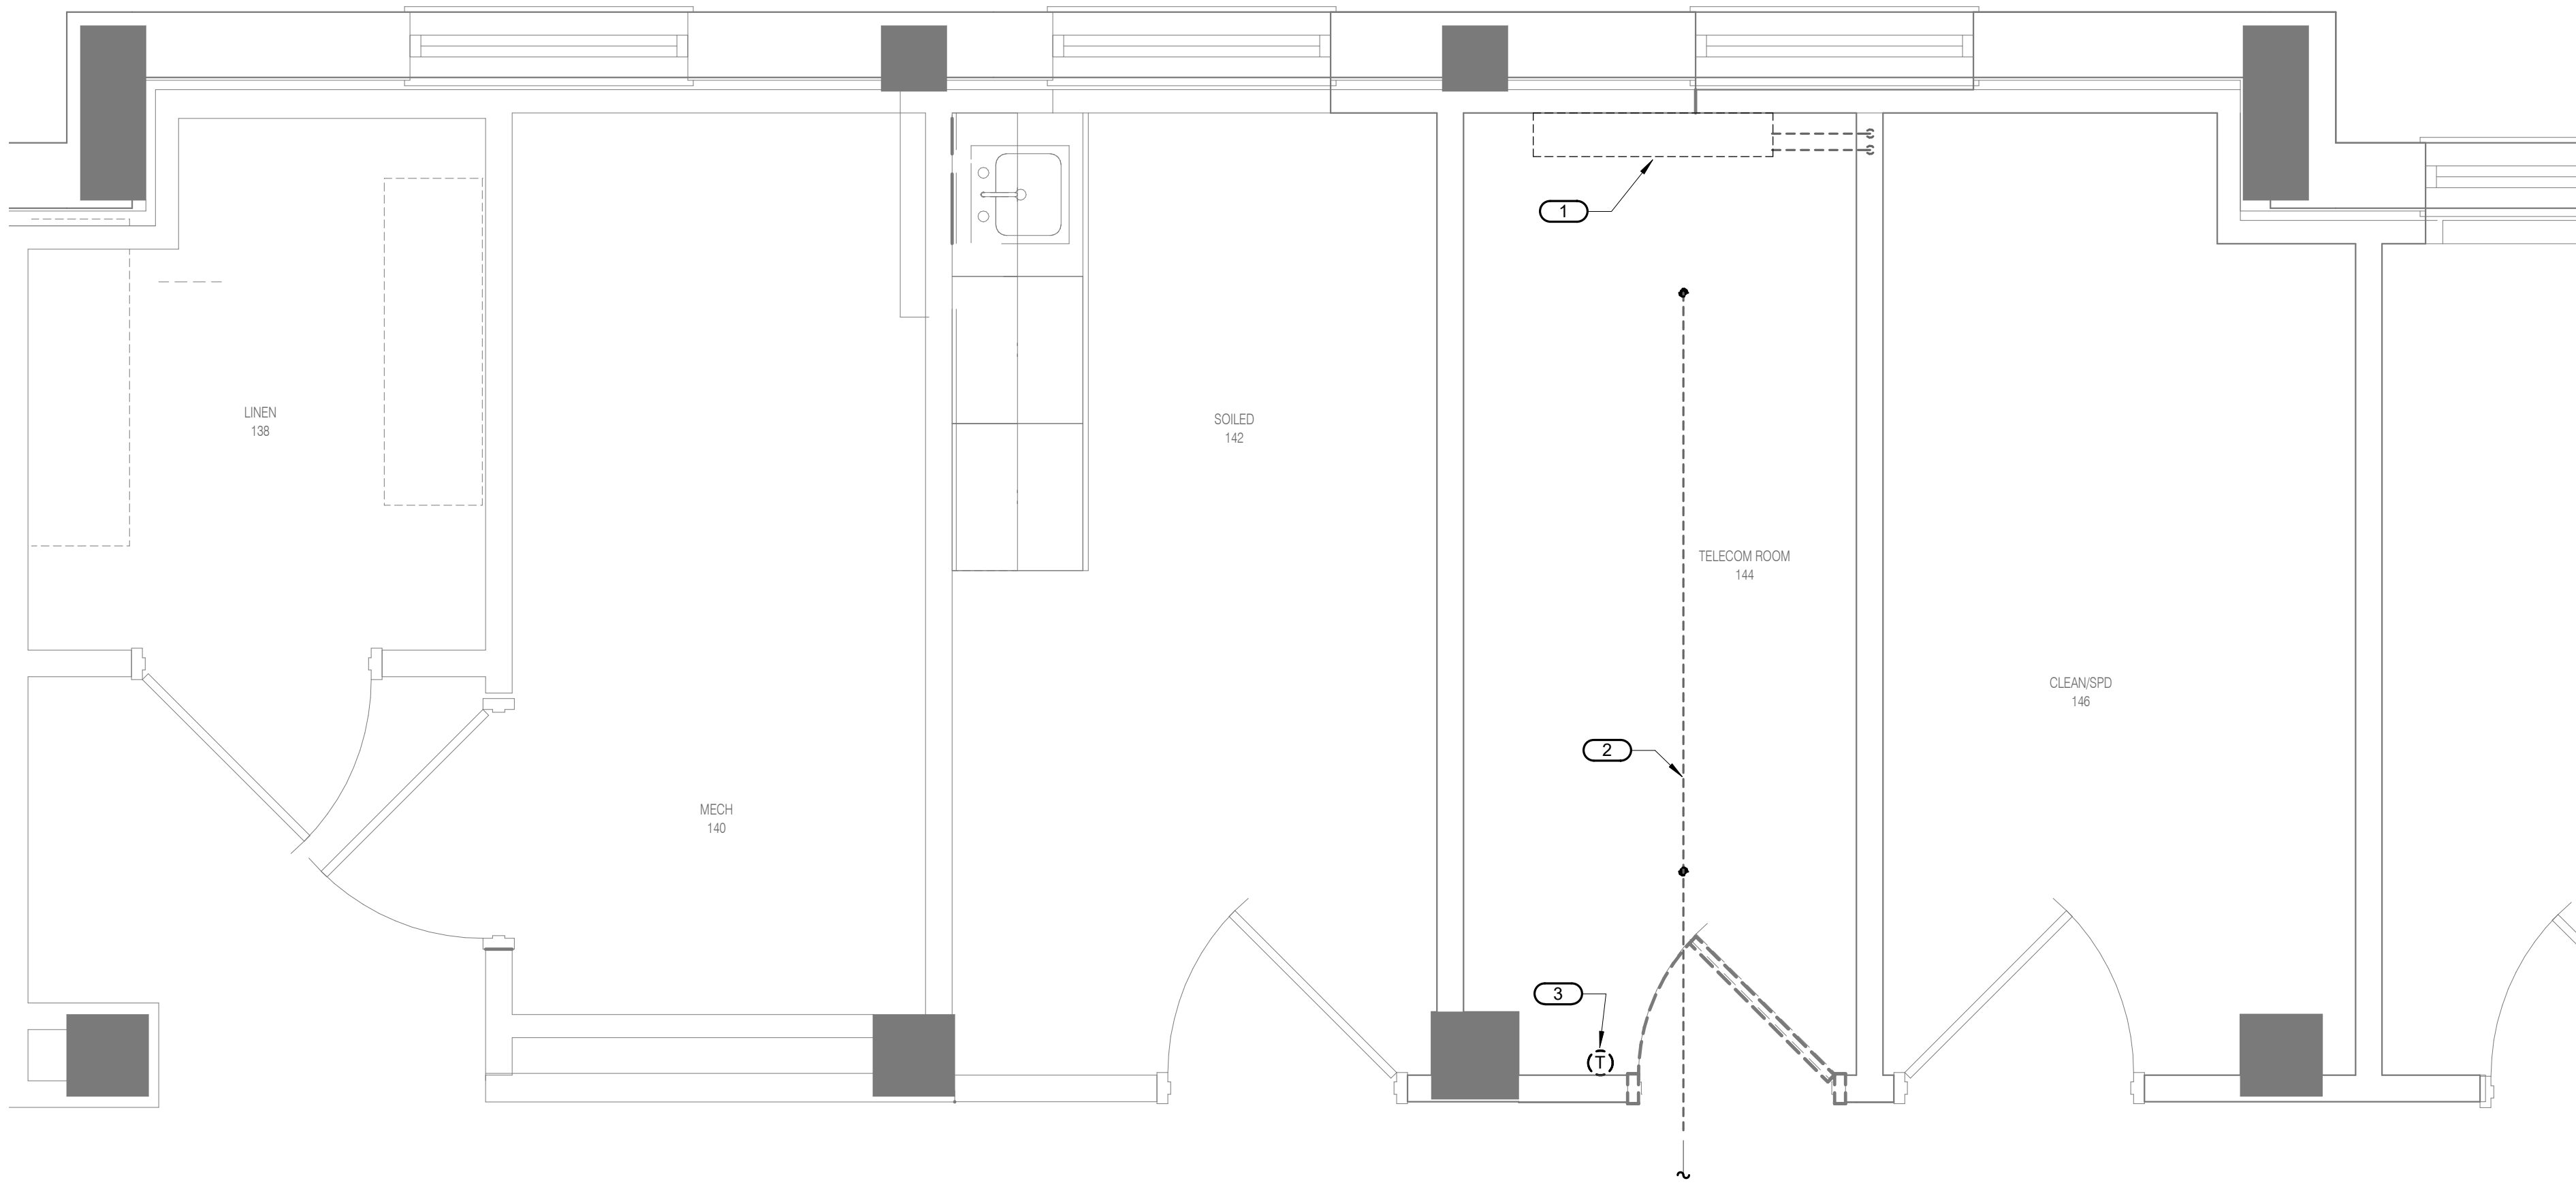 1
LINEN
138
SOILED
142
TELECOM ROOM
144
CLEAN/SPD
146
2
MECH
140
3
T